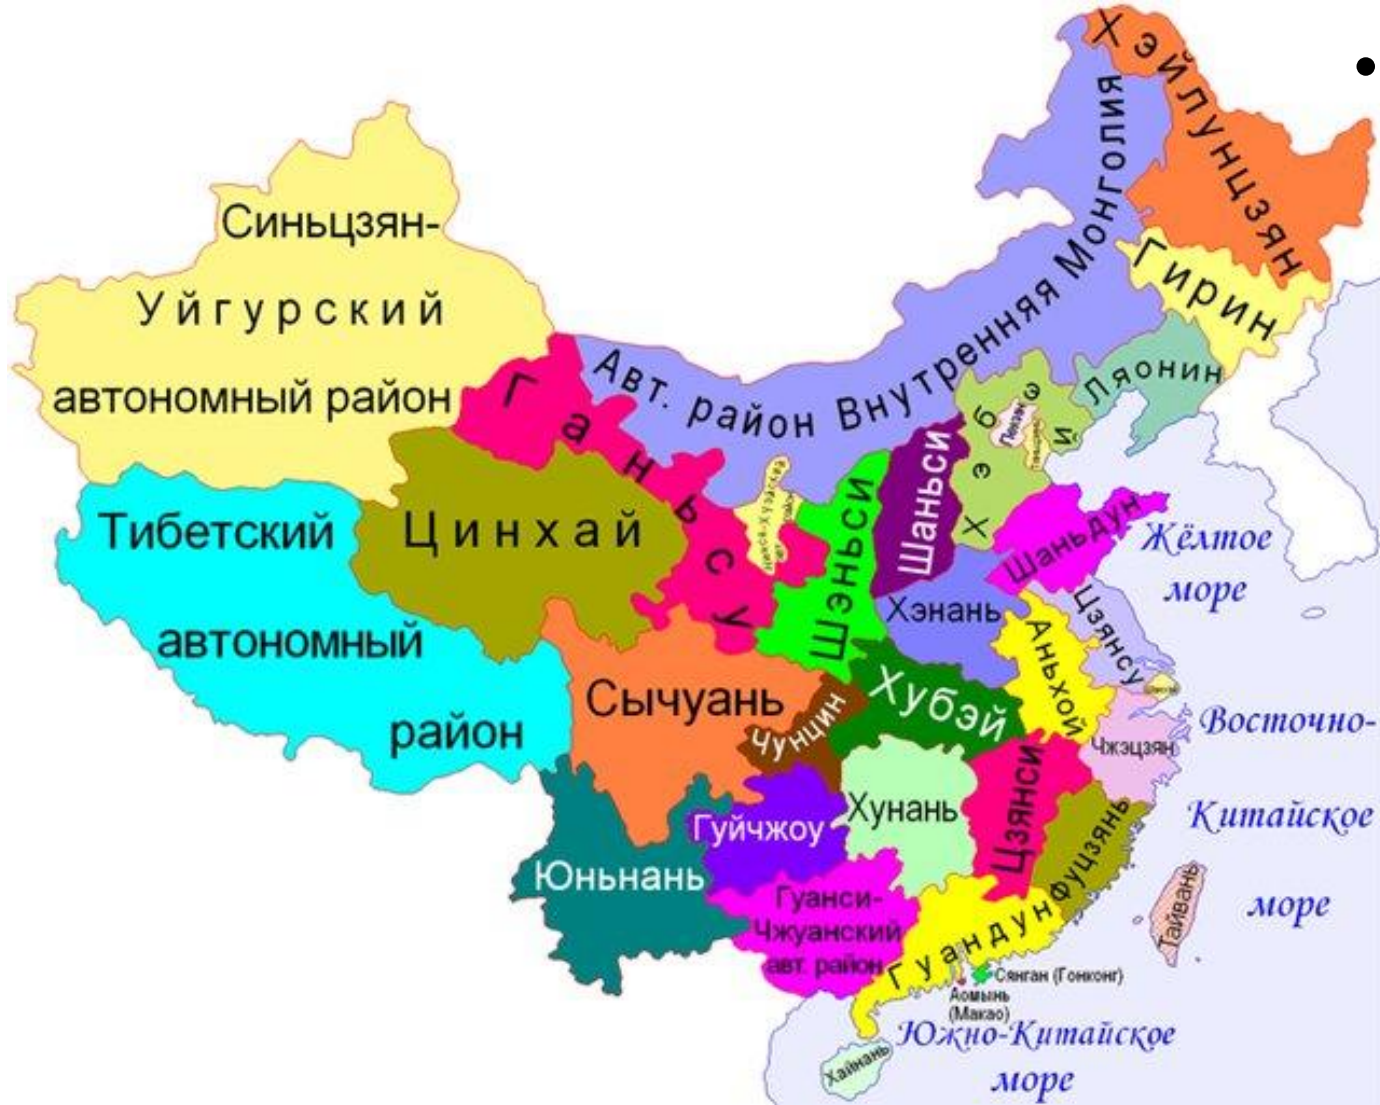 Хэйлунцзян
Гирин
Ляонин
Авт. район Внутренняя Монголия
Синьцзян-
Уйгурский
автономный район
Ганьсу
Цинхай
Тибетский
автономный
район
Шэньси
Шаньси
Хэбэй
Пекин
Шаньдун
Жёлтое
море
Хэнань
Цзянсу
Аньхой
Сычуань
Чунцин
Хубэй
Чжэцзян
Восточно-
Китайское
море
Хунань
Цзянси
Фуцзянь
Гуйчжоу
Юньнань
Гуанси-
Чжуанский
авт. район
Гуандун
Тайвань
Сянган (Гонконг)
Аомынь
(Макао)
Южно-Китайское
море
Хайнань